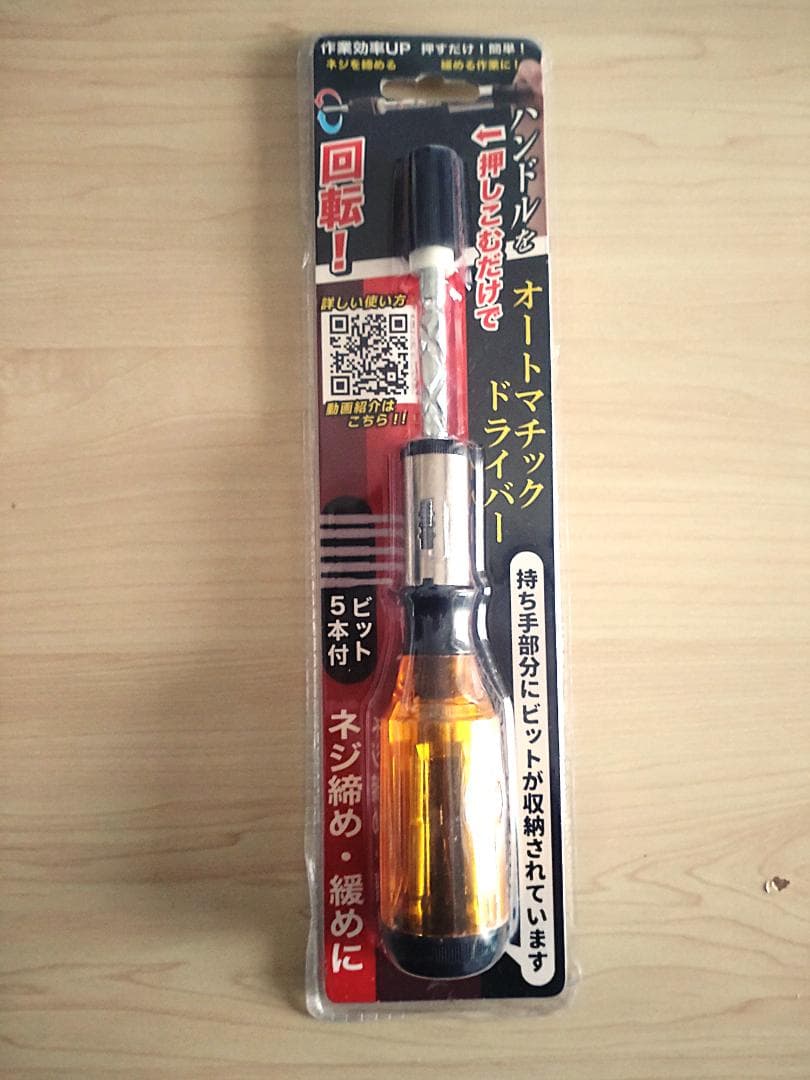 作業効率UP 押すだけ！簡単！
ネジを締める 緩める作業に！
ハンドルを
←押しこむだけで
回転！
オートマチック
ドライバー
詳しい使い方
動画紹介は
こちら!!
ビット
5本付
持ち手部分にビットが収納されています
ネジ締め・緩めに